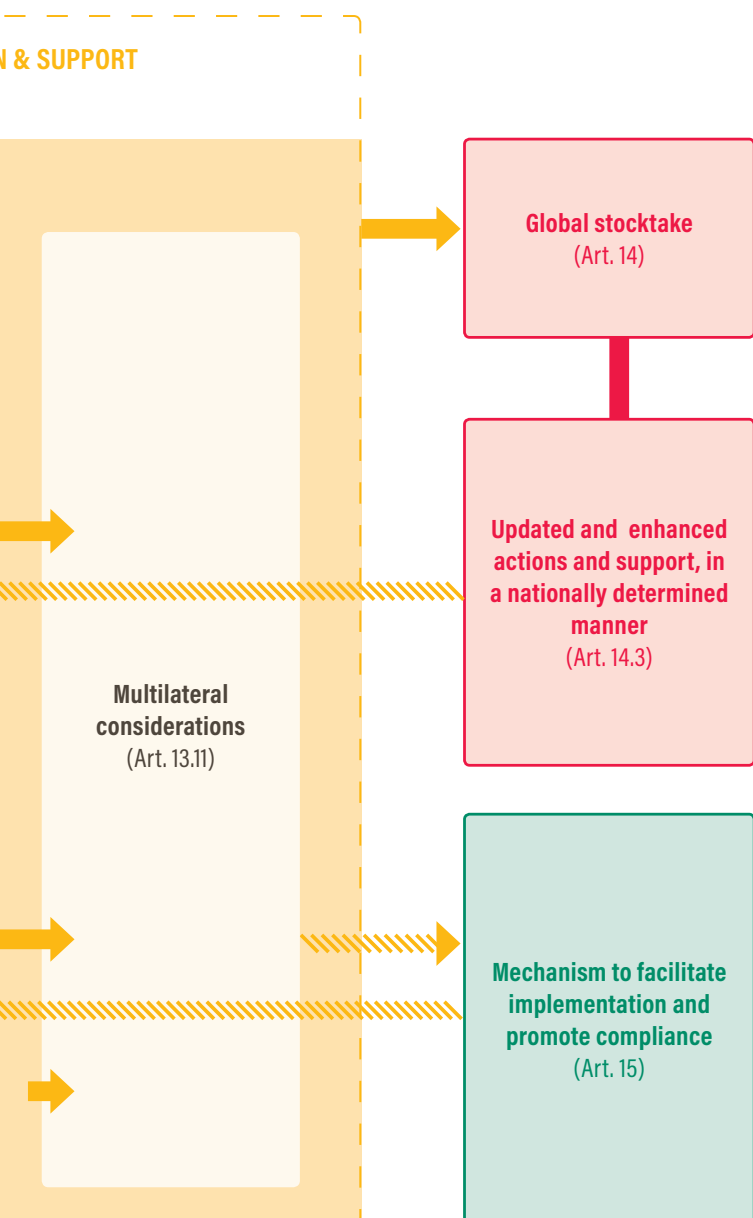 & SUPPORT
Global stocktake
(Art. 14)
Updated and enhanced
actions and support, in
a nationally determined
manner
(Art. 14.3)
Multilateral
considerations
(Art. 13.11)
Mechanism to facilitate
implementation and
promote compliance
(Art. 15)